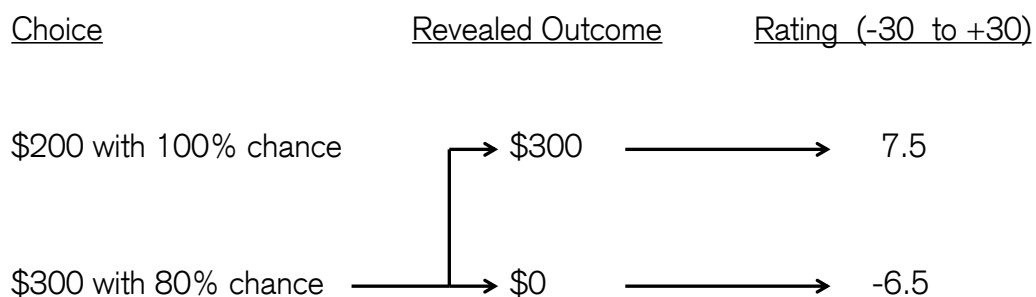 Choice Revealed Outcome Rating (-30 to +30)
$200 with 100% chance $300 7.5
$300 with 80% chance $0 -6.5